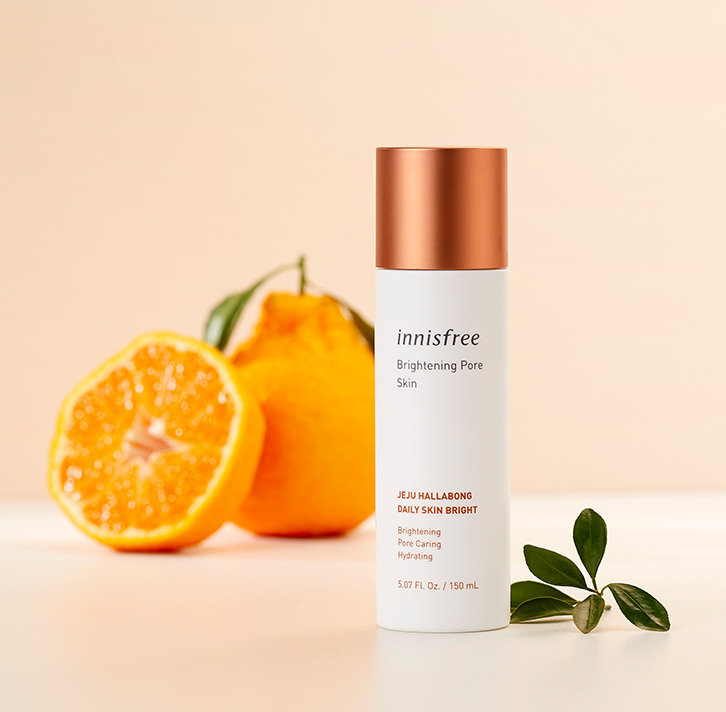 innisfree
Brightening Pore
Skin
JEJU HALLABONG
DAILY SKIN BRIGHT
Brightening
Pore Caring
Hydrating
5.07 Fl. Oz. / 150 mL